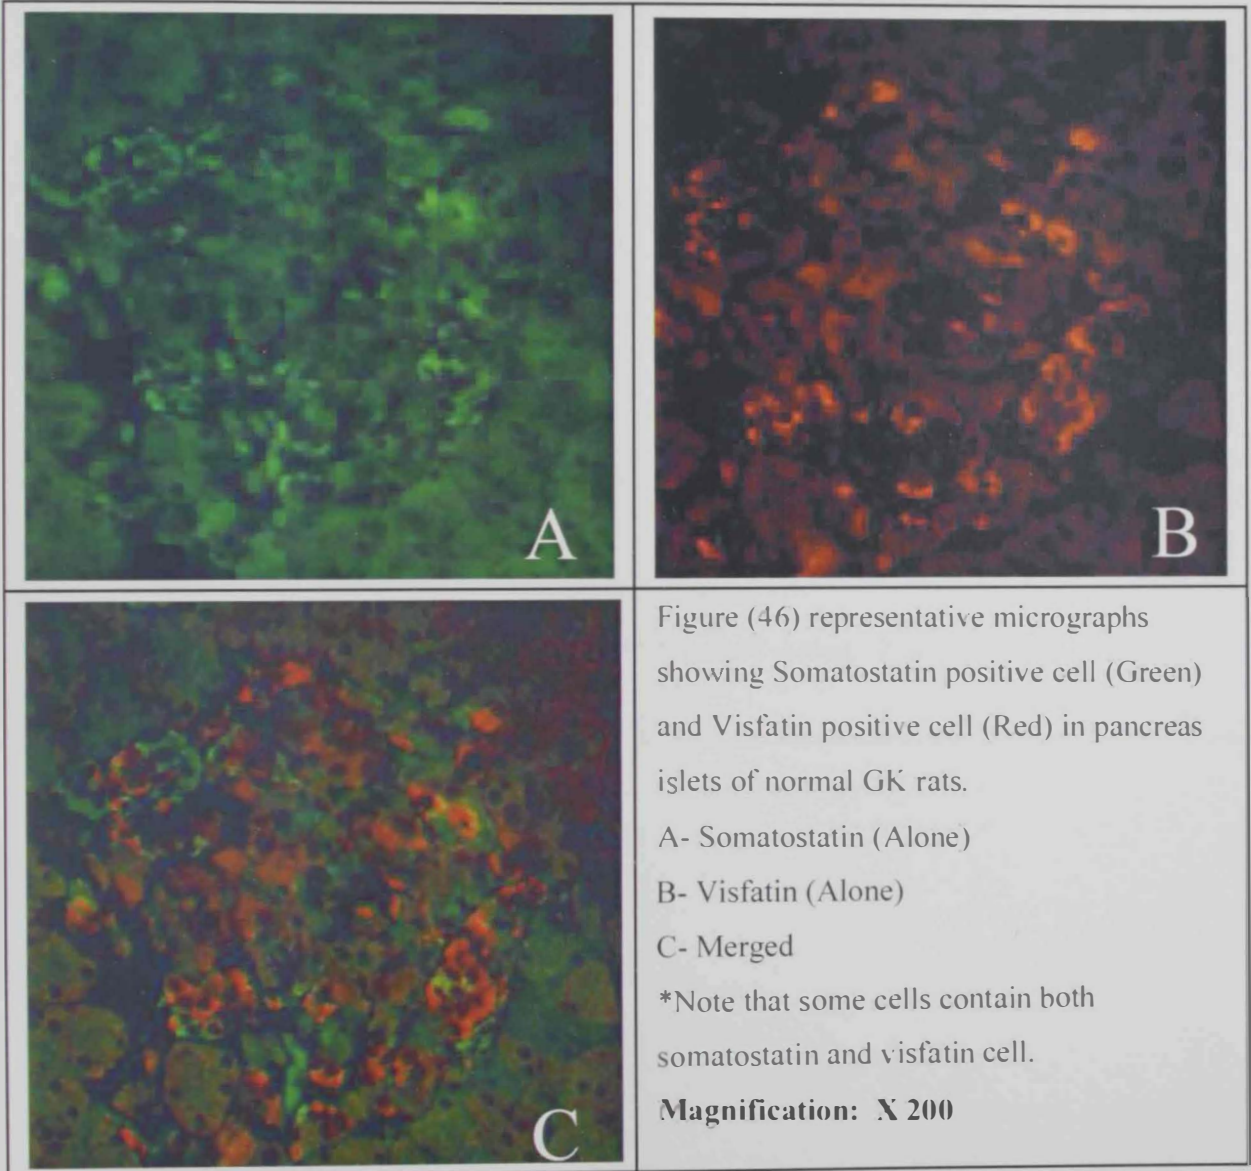 A
B
C
Figure (46) representative micrographs
showing Somatostatin positive cell (Green)
and Visfatin positive cell (Red) in pancreas
islets of normal GK rats.
A- Somatostatin (Alone)
B- Visfatin (Alone)
C- Merged
*Note that some cells contain both
somatostatin and visfatin cell.
Magnification: X 200